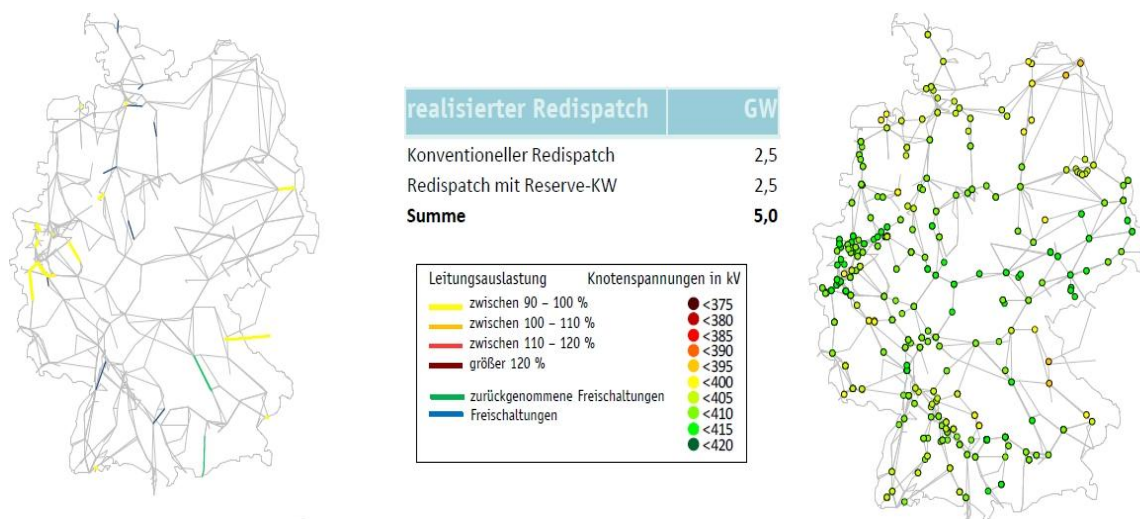 realisierter Redispatch GW
Konventioneller Redispatch 2,5
Redispatch mit Reserve-KW 2,5
Summe 5,0
Leitungsauslastung Knotenspannungen in kV
zwischen 90 – 100 %
zwischen 100 – 110 %
zwischen 110 – 120 %
größer 120 %
zurückgenommene Freischaltungen
Freischaltungen
<375
<380
<385
<390
<395
<400
<405
<410
<415
<420